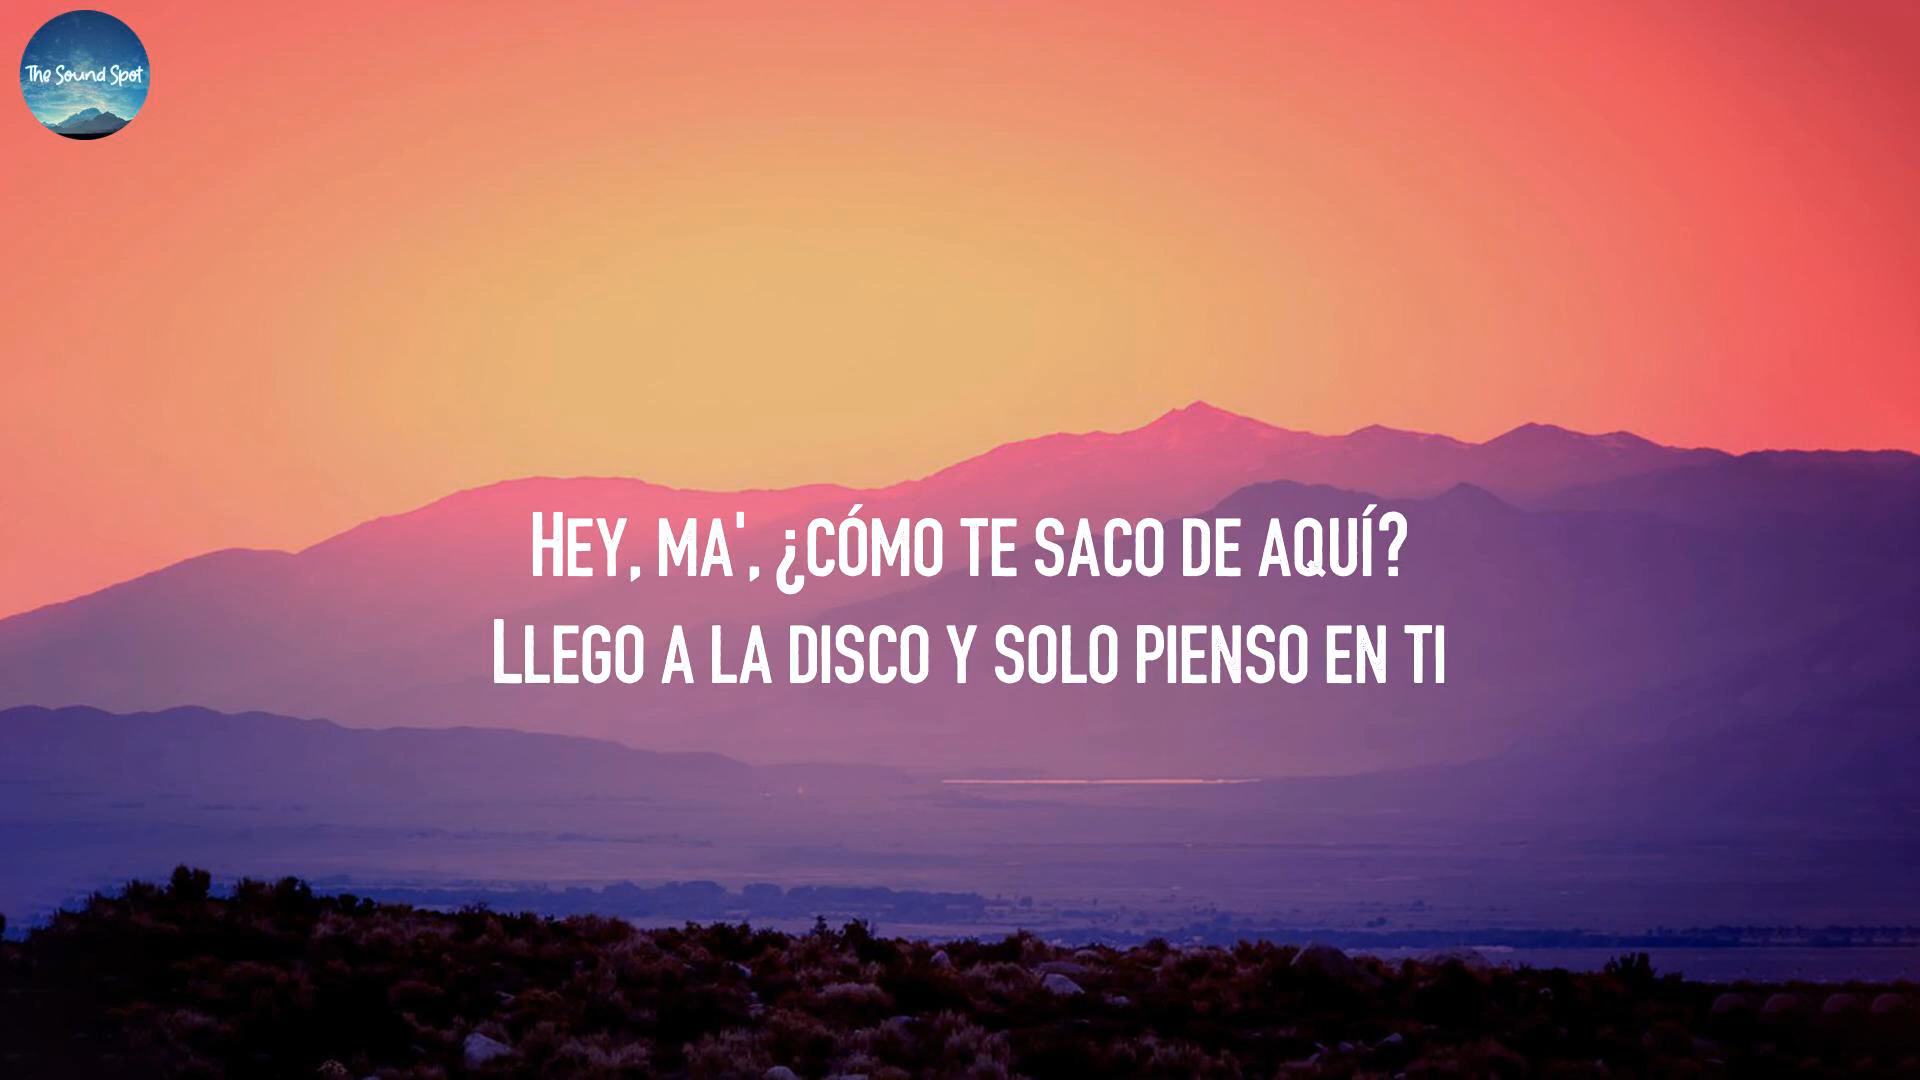 The Sound Spot
Hey, ma', ¿cómo te saco de aquí?
Llego a la disco y solo pienso en ti